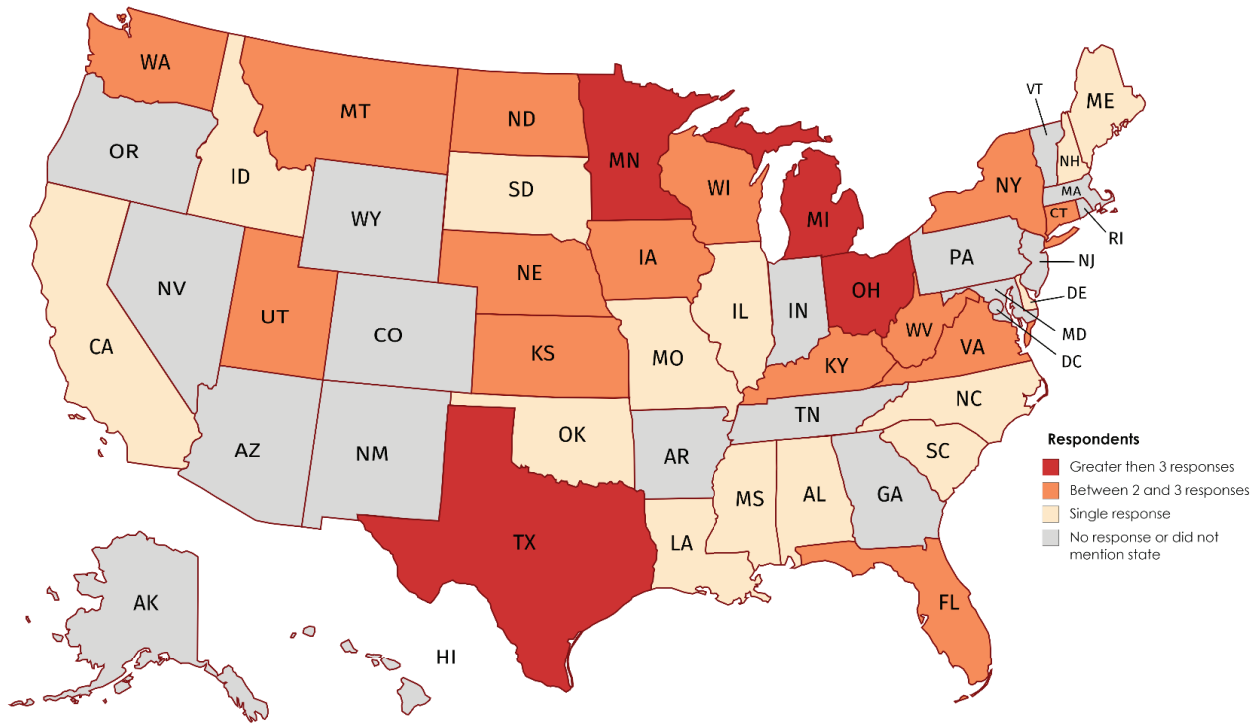 WA
MT
ND
MN
VT
ME
OR
ID
SD
WI
MI
NY
NH
MA
CT
RI
WY
NE
IA
PA
NJ
NV
UT
CO
KS
IL
IN
OH
WV
VA
DE
MD
DC
CA
MO
KY
NC
AZ
NM
OK
AR
TN
SC
MS
AL
GA
TX
LA
FL
AK
HI
Respondents
Greater then 3 responses
Between 2 and 3 responses
Single response
No response or did not
mention state